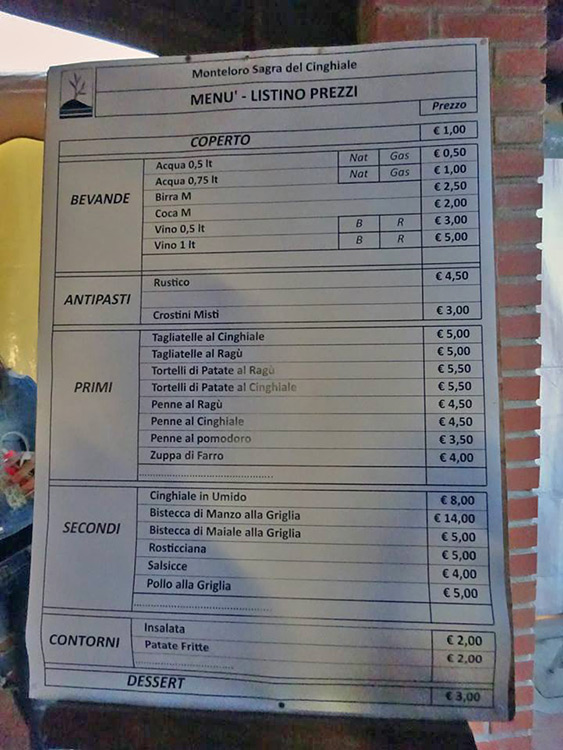 Monteloro Sagra del Cinghiale
MENU' - LISTINO PREZZI
Prezzo
COPERTO € 1,00
BEVANDE
Acqua 0,5 lt Nat Gas € 0,50
Acqua 0,75 lt Nat Gas € 1,00
Birra M € 2,50
Coca M € 2,00
Vino 0,5 lt B R € 3,00
Vino 1 lt B R € 5,00
ANTIPASTI
Rustico € 4,50
Crostini Misti € 3,00
PRIMI
Tagliatelle al Cinghiale € 5,00
Tagliatelle al Ragù € 5,00
Tortelli di Patate al Ragù € 5,50
Tortelli di Patate al Cinghiale € 5,50
Penne al Ragù € 4,50
Penne al Cinghiale € 4,50
Penne al pomodoro € 3,50
Zuppa di Farro € 4,00
SECONDI
Cinghiale in Umido € 8,00
Bistecca di Manzo alla Griglia € 14,00
Bistecca di Maiale alla Griglia € 5,00
Rosticciana € 5,00
Salsicce € 4,00
Pollo alla Griglia € 5,00
CONTORNI
Insalata € 2,00
Patate Fritte € 2,00
DESSERT € 3,00